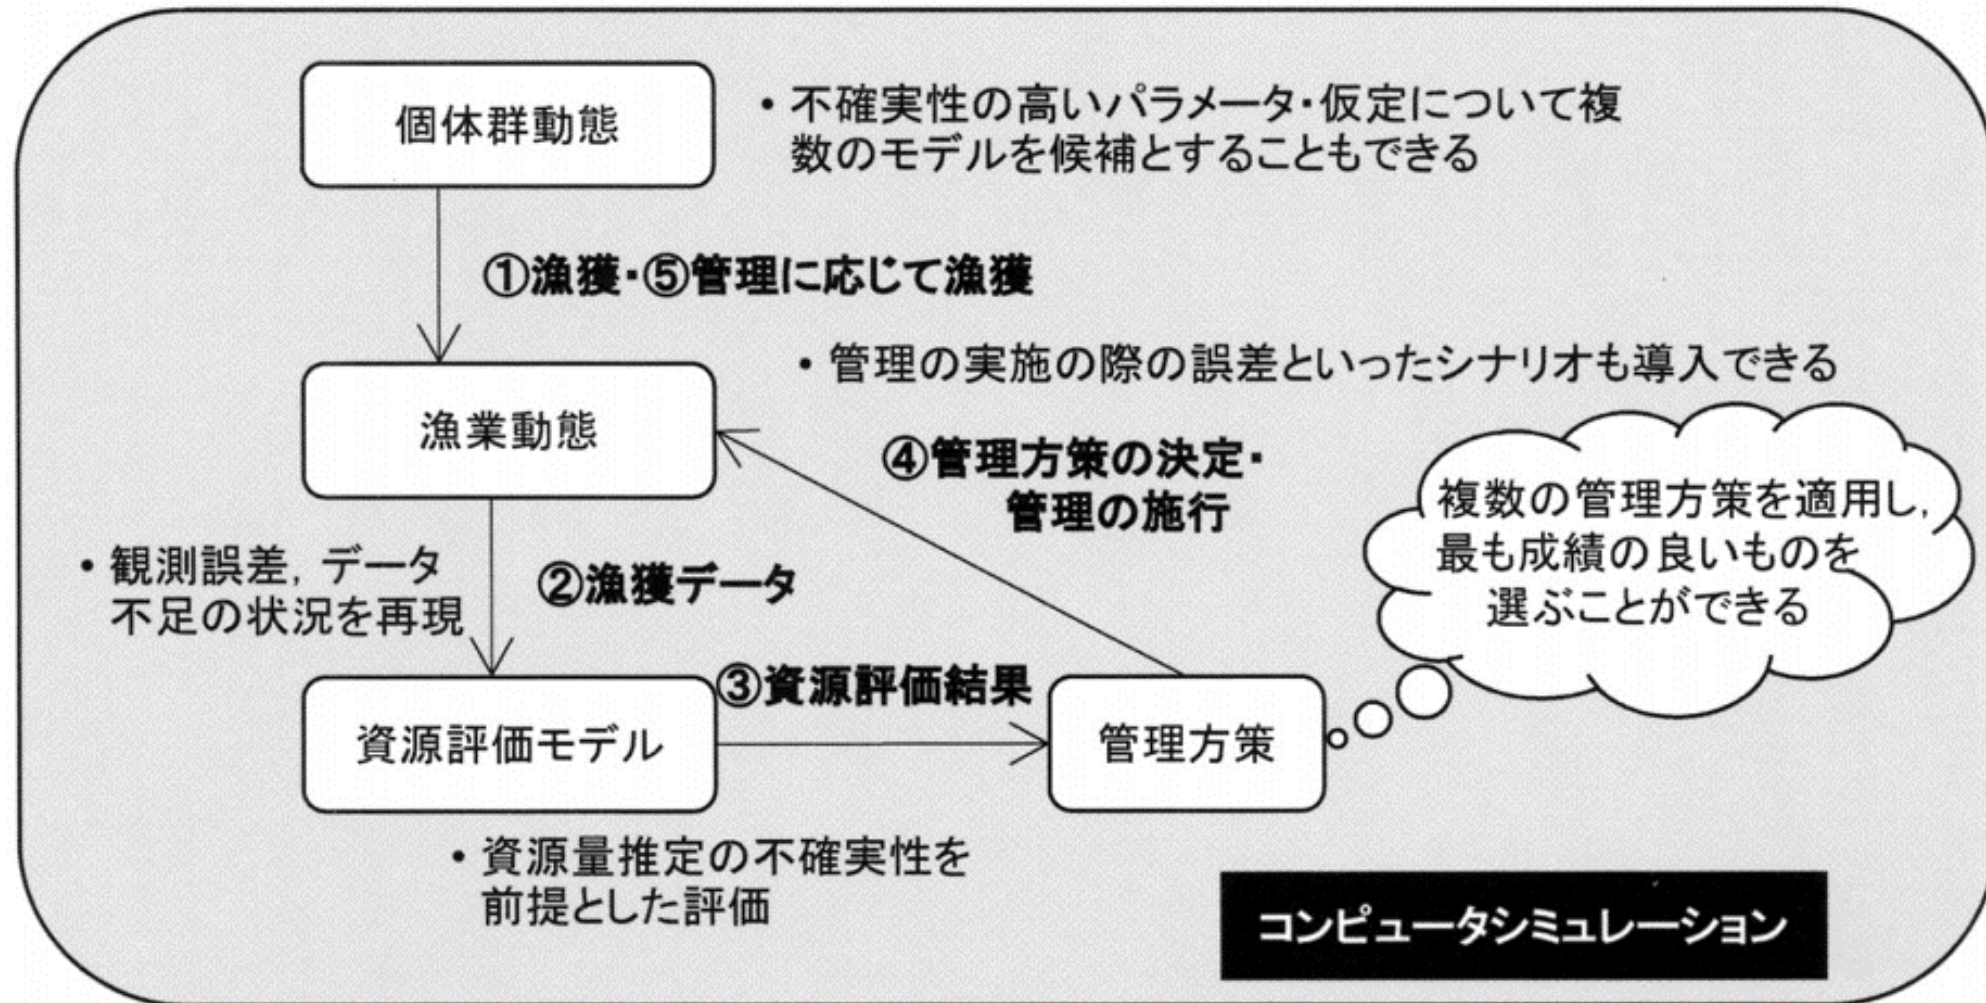 個体群動態
・不確実性の高いパラメータ・仮定について複
数のモデルを候補とすることもできる
①漁獲・⑤管理に応じて漁獲
・管理の実施の際の誤差といったシナリオも導入できる
漁業動態
④管理方策の決定・
管理の施行
複数の管理方策を適用し,
最も成績の良いものを
選ぶことができる
・観測誤差, データ
不足の状況を再現
②漁獲データ
③資源評価結果
資源評価モデル
管理方策
・資源量推定の不確実性を
前提とした評価
コンピュータシミュレーション